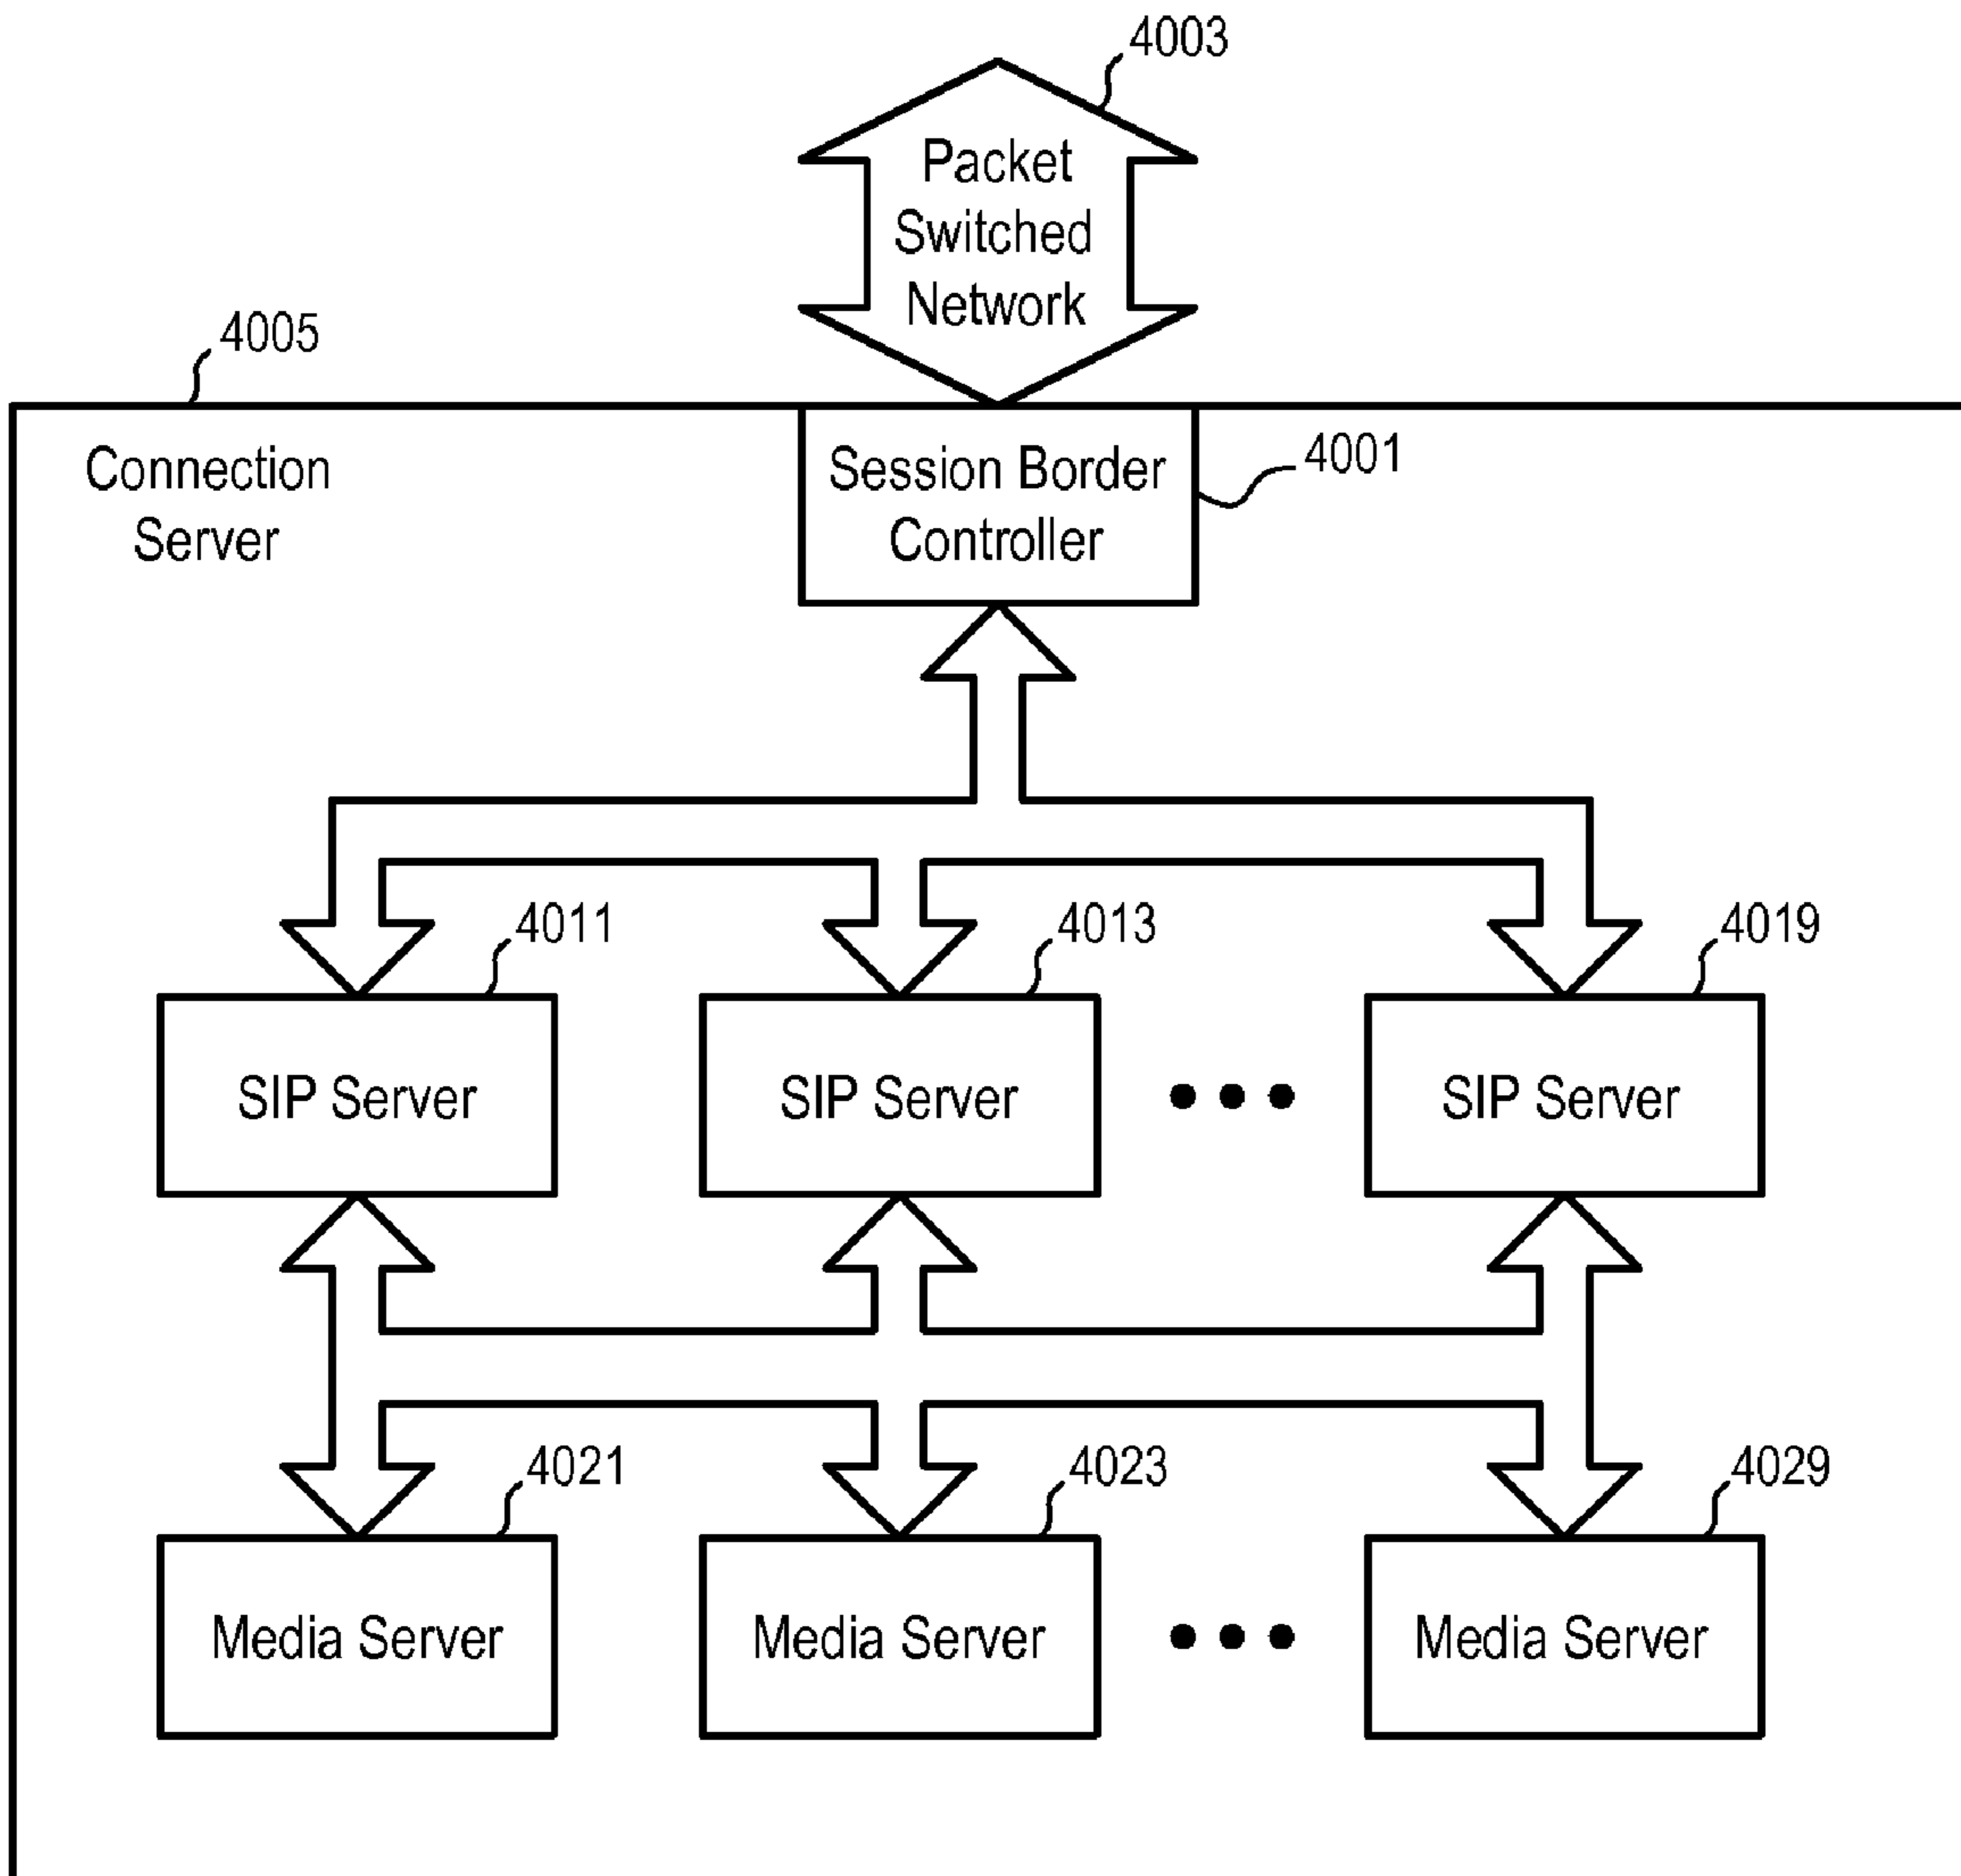 4003
Packet
Switched
Network
4005
Connection
Server
Session Border
Controller
4001
4011
4013
4019
SIP Server
SIP Server
SIP Server
4021
4023
4029
Media Server
Media Server
Media Server